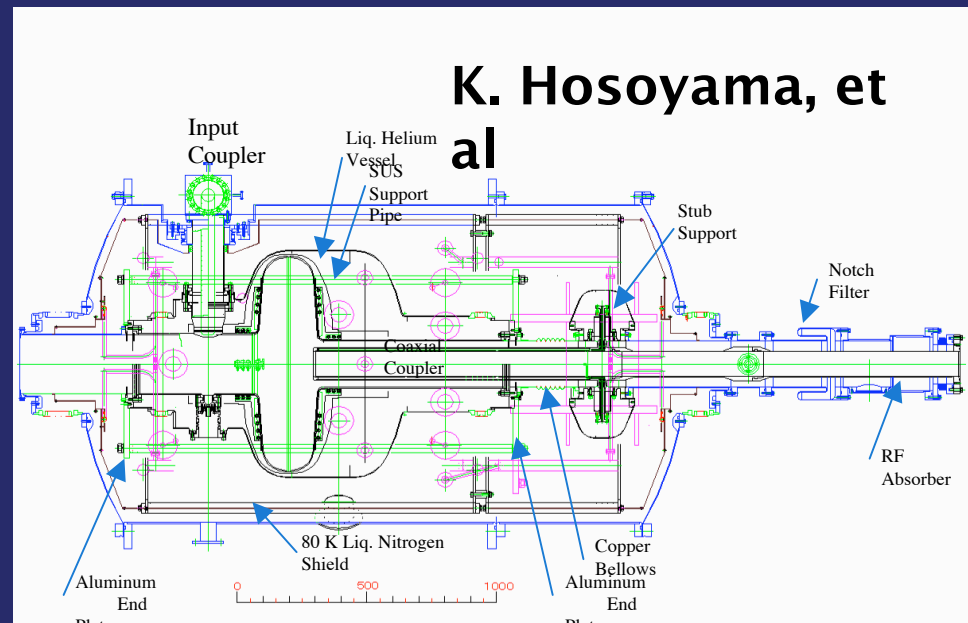 K. Hosoyama, et
al
Input
Coupler
Liq. Helium
Vessel
SUS
Support
Pipe
Stub
Support
Notch
Filter
Coaxial
Coupler
RF
Absorber
80 K Liq. Nitrogen
Shield
Copper
Bellows
Aluminum
End
Aluminum
End
0 500 1000